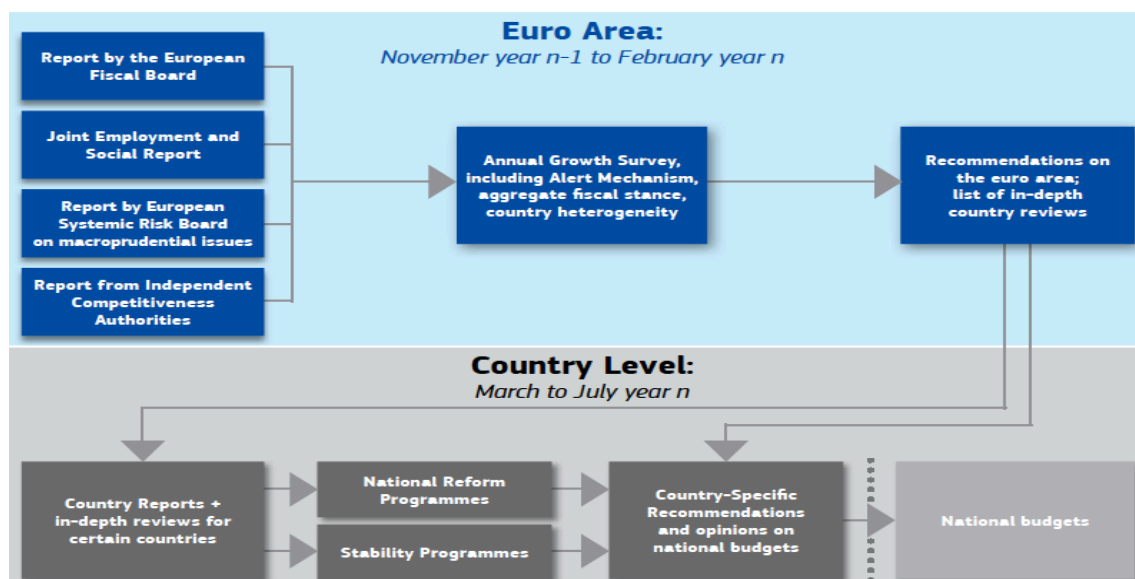 Euro Area:
November year n-1 to February year n
Report by the European
Fiscal Board
Joint Employment and
Social Report
Report by European
Systemic Risk Board
on macroprudential issues
Report from Independent
Competitiveness
Authorities
Annual Growth Survey,
including Alert Mechanism,
aggregate fiscal stance,
country heterogeneity
Recommendations on
the euro area;
list of in-depth
country reviews
Country Level:
March to July year n
Country Reports +
in-depth reviews for
certain countries
National Reform
Programmes
Stability Programmes
Country-Specific
Recommendations
and opinions on
national budgets
National budgets